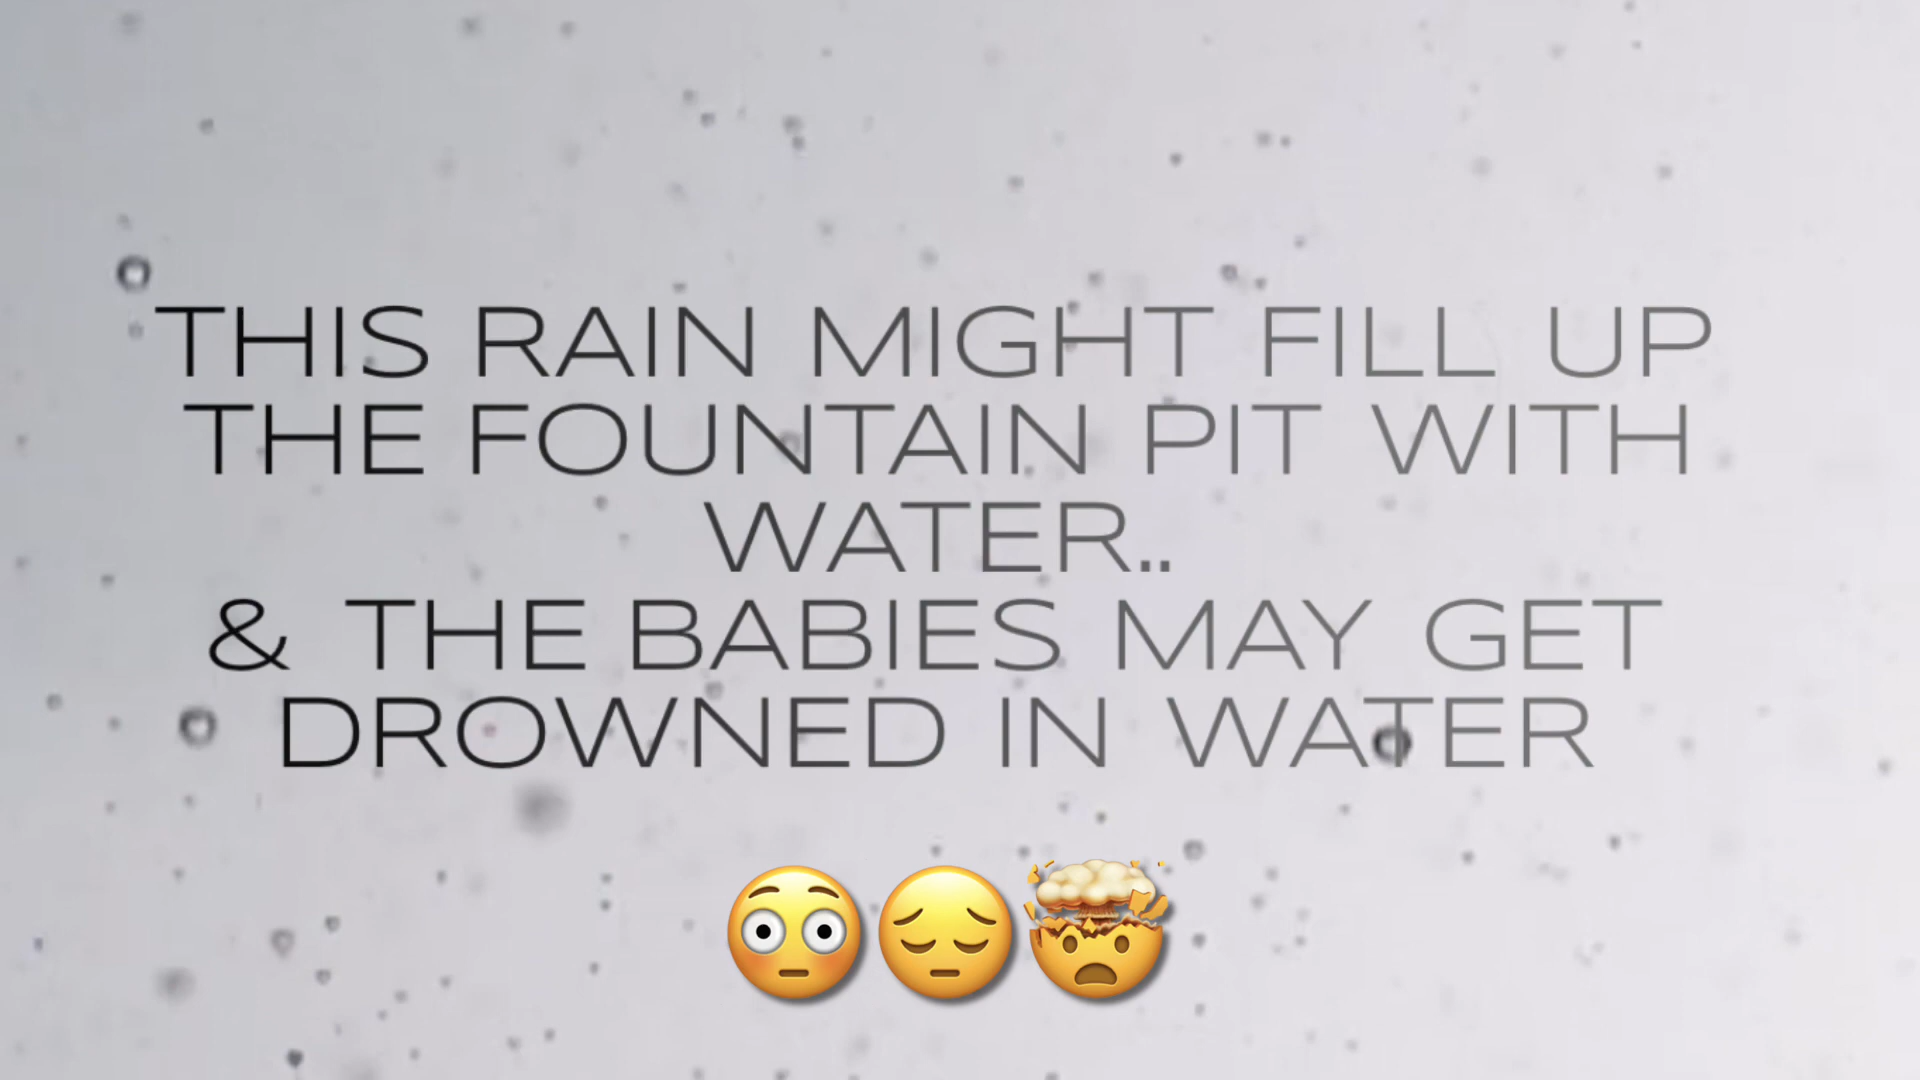 THIS RAIN MIGHT FILL UP
THE FOUNTAIN PIT WITH
WATER..
& THE BABIES MAY GET
DROWNED IN WATER
😳😔🤯